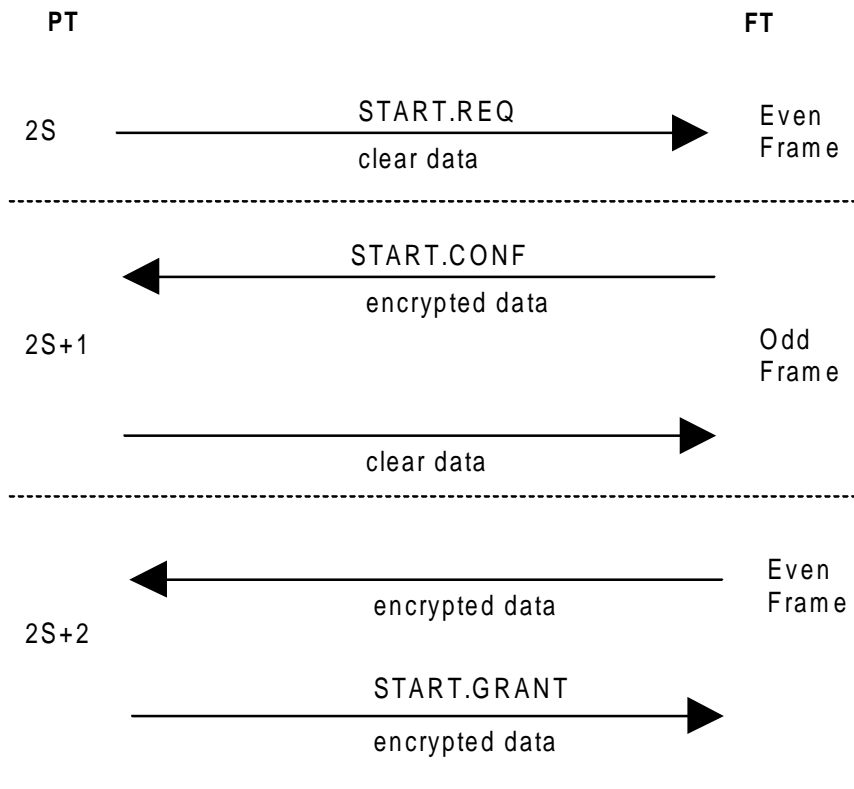 PT
FT
START.REQ
2S
clear data
Even
Frame
START.CONF
encrypted data
2S+1
Odd
Frame
clear data
Even
Frame
encrypted data
2S+2
START.GRANT
encrypted data